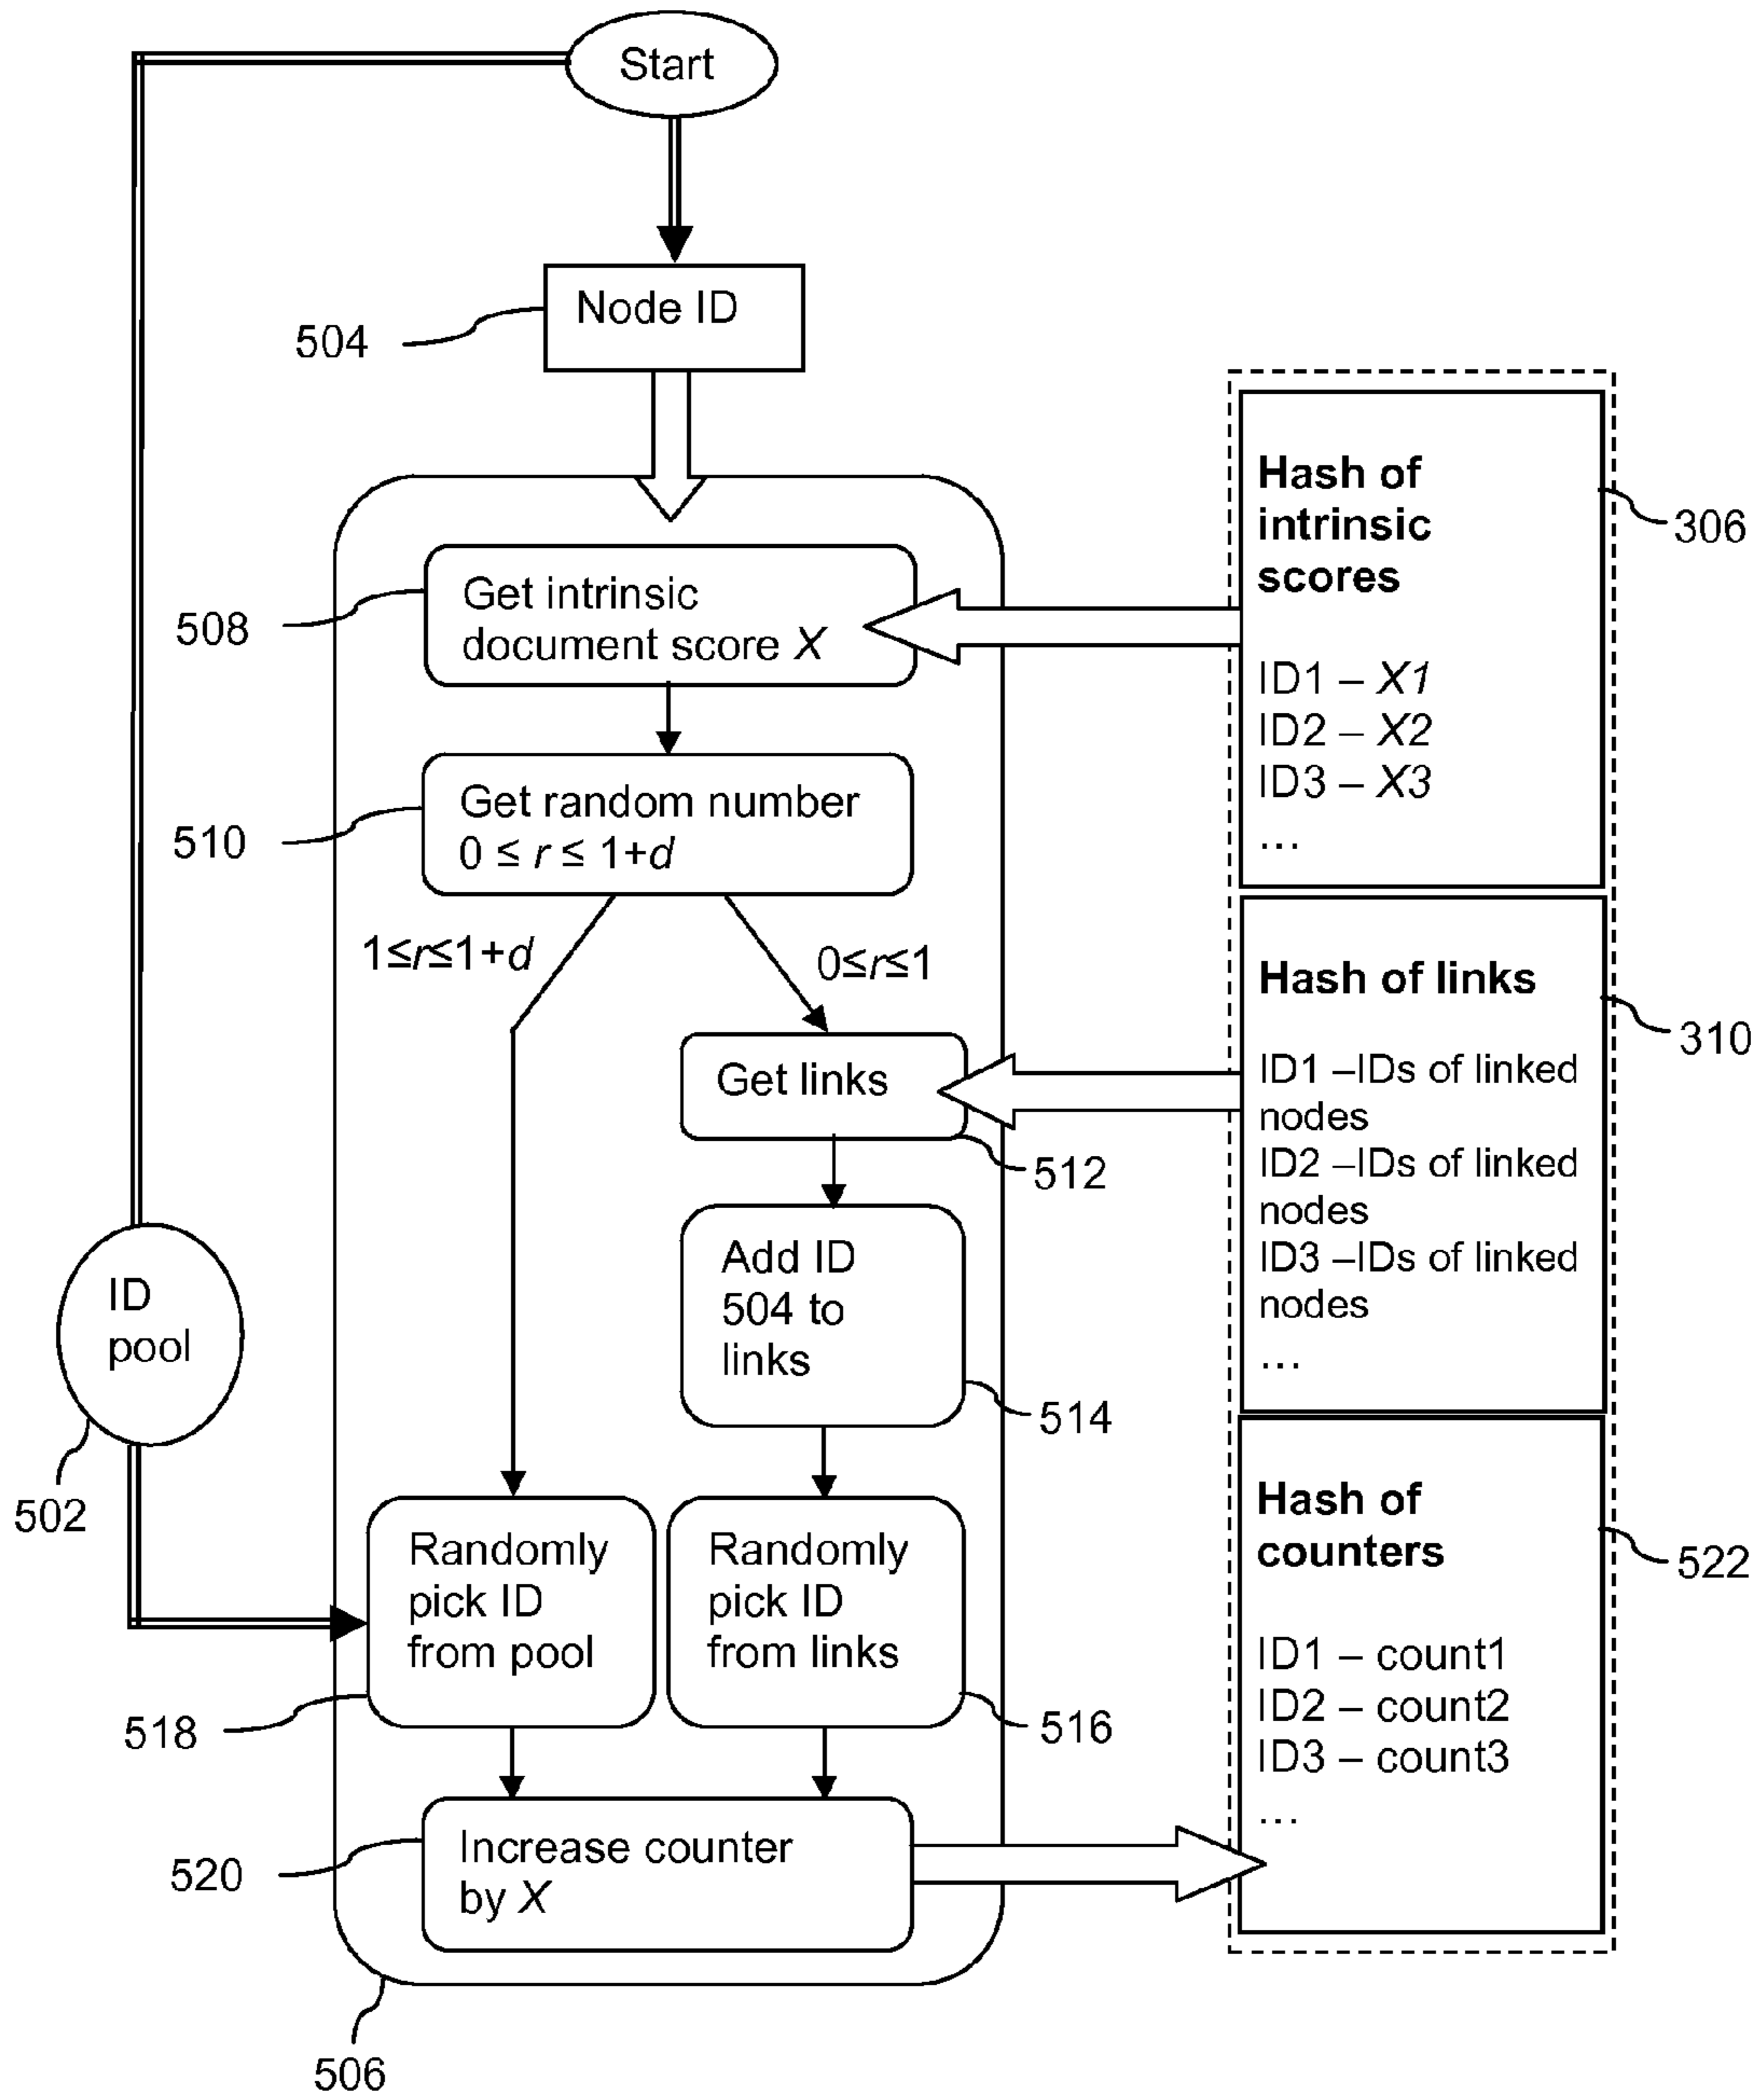 Start
Node ID
504
Get intrinsic
document score X
508
Get random number
0 ≤ r ≤ 1+d
510
1≤r≤1+d
0≤r≤1
Get links
512
Add ID
504 to
links
514
ID
pool
502
Randomly
pick ID
from pool
518
Randomly
pick ID
from links
516
Increase counter
by X
520
506
Hash of
intrinsic
scores
ID1 – X1
ID2 – X2
ID3 – X3
...
306
Hash of links
ID1 –IDs of linked
nodes
ID2 –IDs of linked
nodes
ID3 –IDs of linked
nodes
...
310
Hash of
counters
ID1 – count1
ID2 – count2
ID3 – count3
...
522